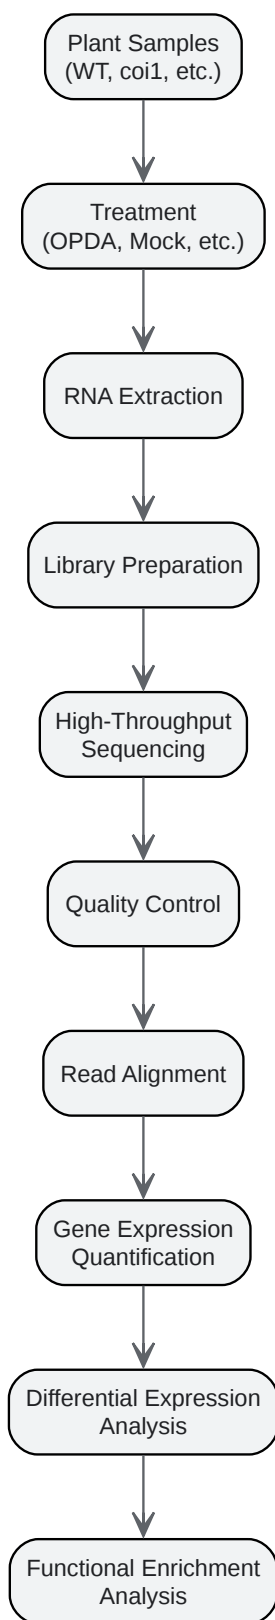 Plant Samples
(WT, coi1, etc.)
Treatment
(OPDA, Mock, etc.)
RNA Extraction
Library Preparation
High-Throughput
Sequencing
Quality Control
Read Alignment
Gene Expression
Quantification
Differential Expression
Analysis
Functional Enrichment
Analysis